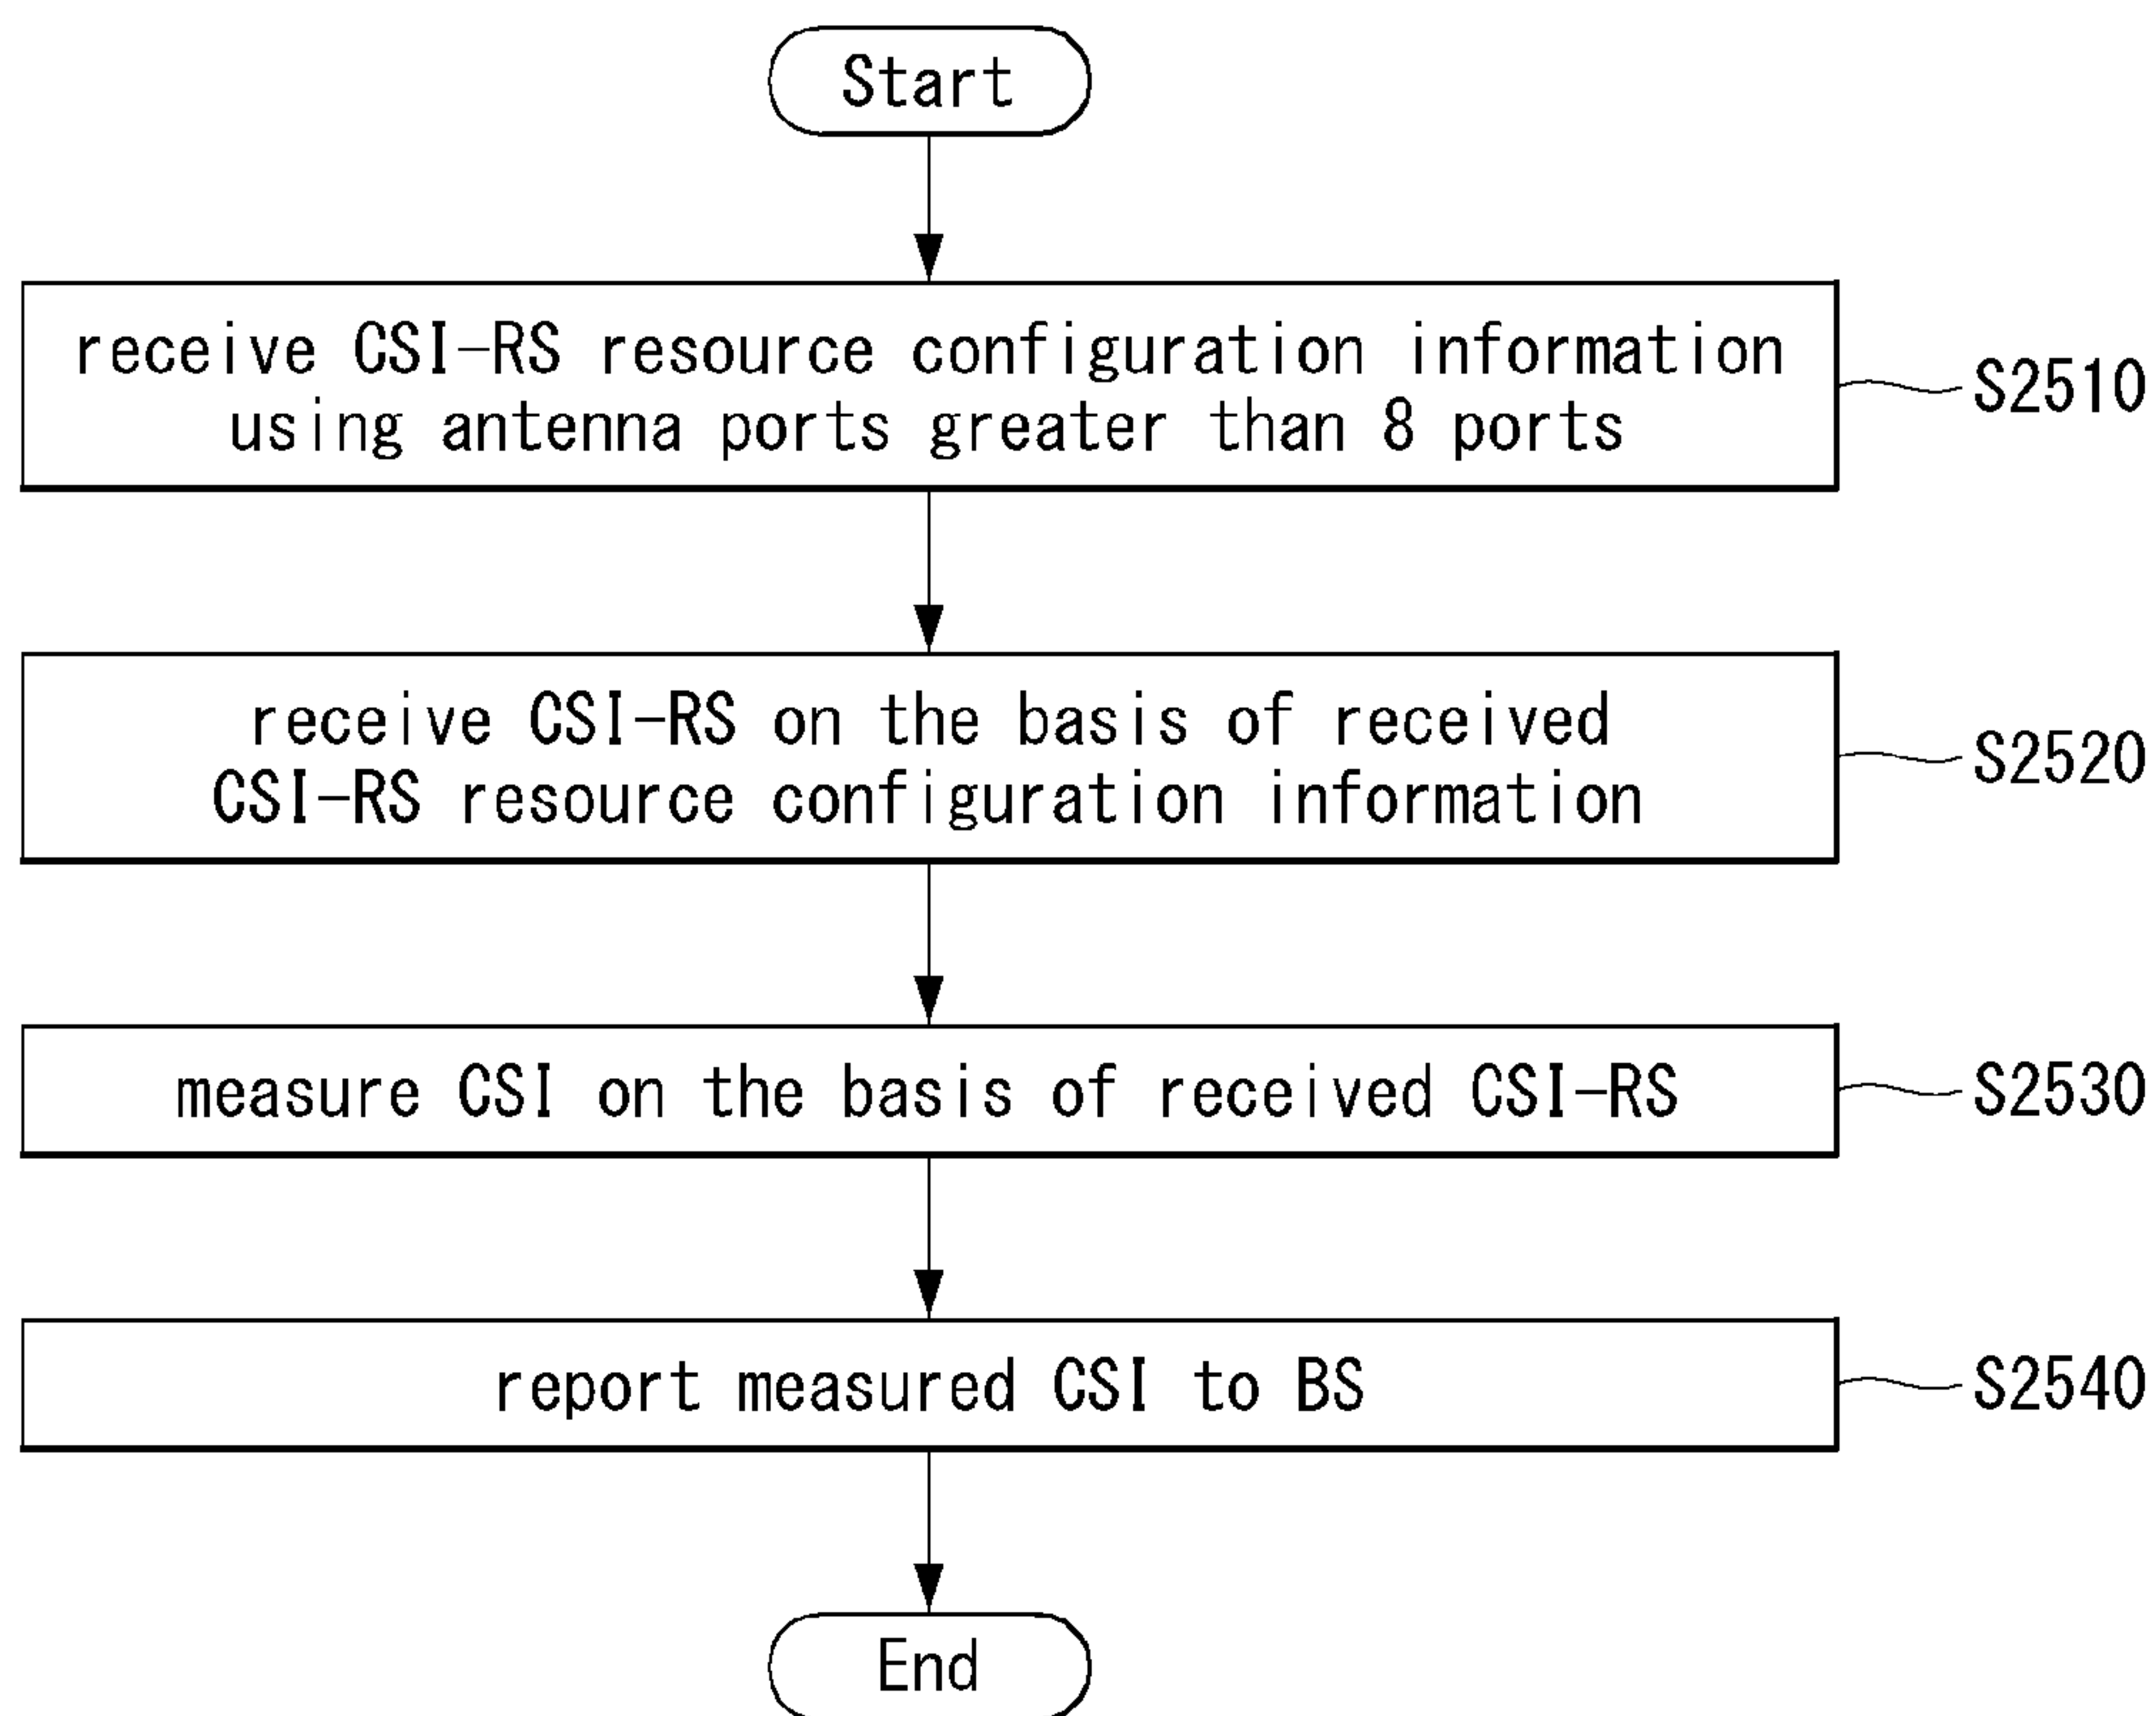 Start
receive CSI-RS resource configuration information
using antenna ports greater than 8 ports
S2510
receive CSI-RS on the basis of received
CSI-RS resource configuration information
S2520
measure CSI on the basis of received CSI-RS
S2530
report measured CSI to BS
S2540
End